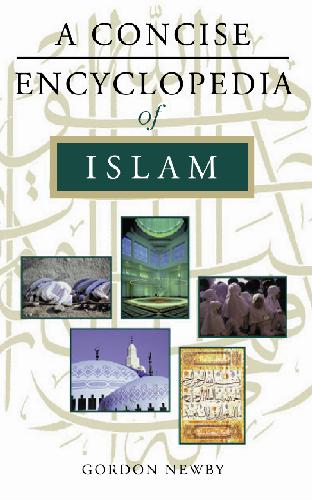 A CONCISE
ENCYCLOPEDIA
of
ISLAM
GORDON NEWBY